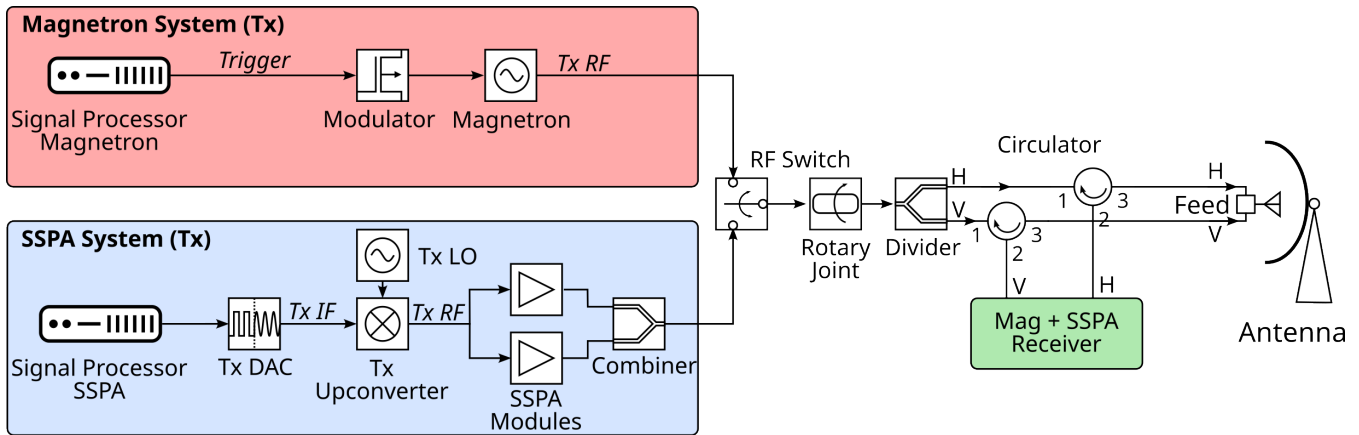 Magnetron System (Tx)
Trigger
Tx RF
Signal Processor
Magnetron
Modulator
Magnetron
SSPA System (Tx)
Tx LO
Tx IF
Tx RF
Signal Processor
SSPA
Tx DAC
Tx
Upconverter
SSPA
Modules
Combiner
RF Switch
Rotary
Joint
Divider
H
V
Circulator
1
3
2
1
3
2
H
Feed
V
V
H
Mag + SSPA
Receiver
Antenna